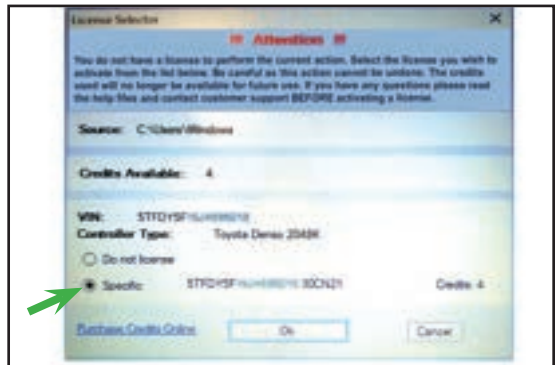 License Selector
!!! Attention !!!
You do not have a license to perform the current action. Select the license you wish to
activate from the list below. Be careful as this action cannot be undone. The credits
used will no longer be available for future use. If you have any questions please read
the help files and contact customer support BEFORE activating a license.
Source: C:\Users\Windows
Credits Available: 4
VIN: 5TFDY5F
Controller Type: Toyota Denso 2048K
Do not license
Specific 5TFDY5F 30CN21 Credits: 4
Purchase Credits Online Ok Cancel